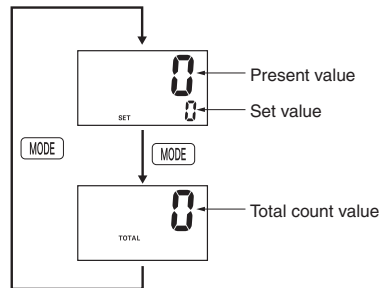 0
Present value
SET 0
Set value
MODE
MODE
0
Total count value
TOTAL